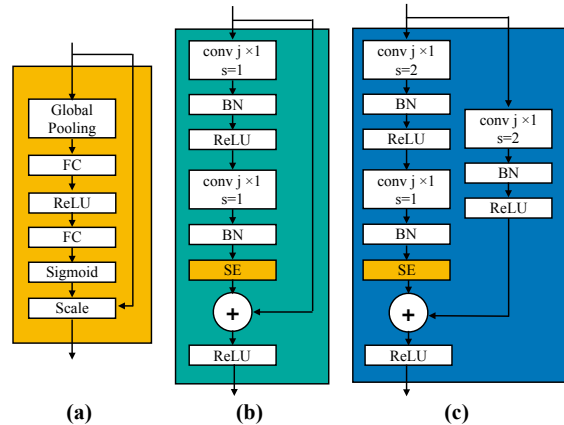 Global
Pooling
FC
ReLU
FC
Sigmoid
Scale
(a)
conv j ×1
s=1
BN
ReLU
conv j ×1
s=1
BN
SE
+
ReLU
(b)
conv j ×1
s=2
BN
ReLU
conv j ×1
s=1
BN
SE
+
ReLU
conv j ×1
s=2
BN
ReLU
(c)